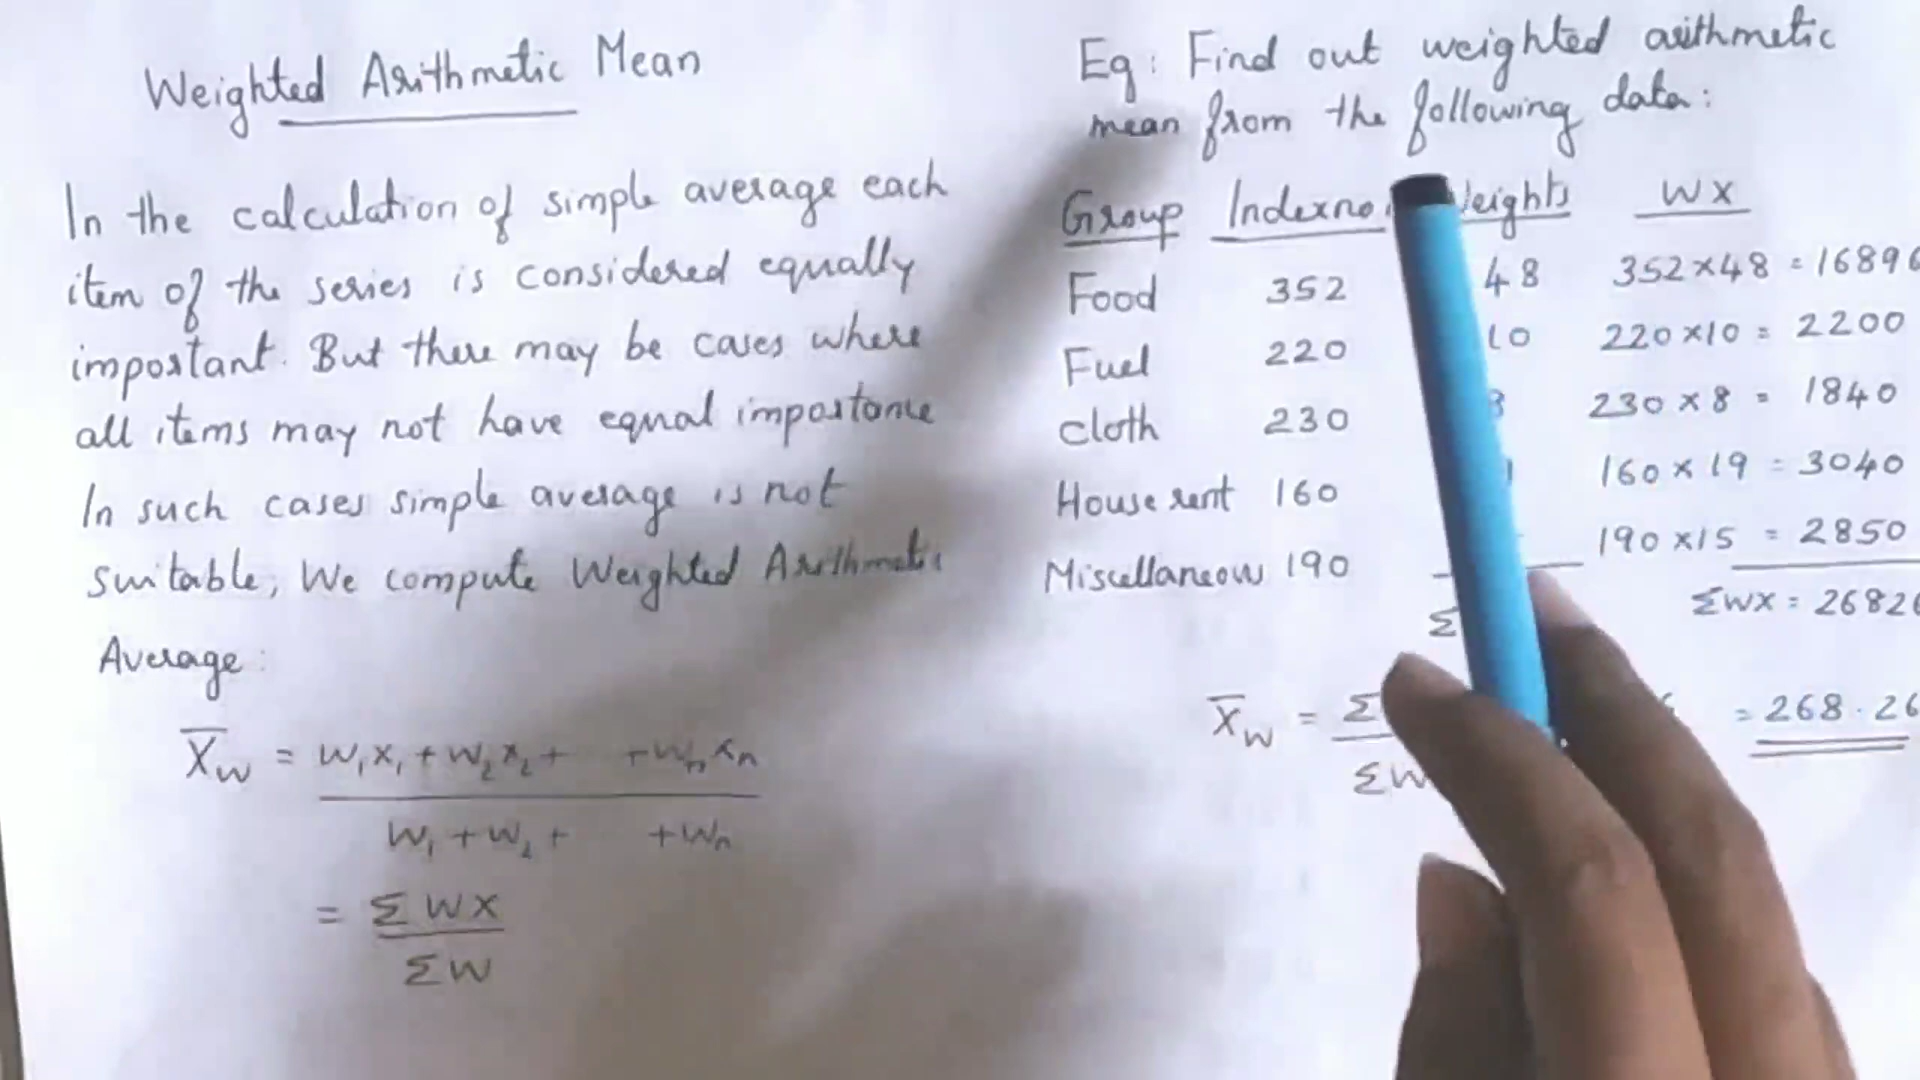 Weighted Arithmetic Mean
In the calculation of simple average each
item of the series is considered equally
important. But there may be cases where
all items may not have equal importance
In such cases simple average is not
suitable, We compute Weighted Arithmetic
Average:
X̄w = w₁x₁ + w₂x₂ + + wₙxₙ
w₁ + w₂ + + wₙ
= ΣWX
ΣW
Eg: Find out weighted arithmetic
mean from the following data:
Group Indexno eights WX
Food 352 48 352×48 = 16896
Fuel 220 10 220×10 = 2200
cloth 230 8 230×8 = 1840
House rent 160 160×19 = 3040
Miscellaneous 190 190×15 = 2850
Σ ΣWX = 26826
X̄w = Σ = 268.26
ΣW